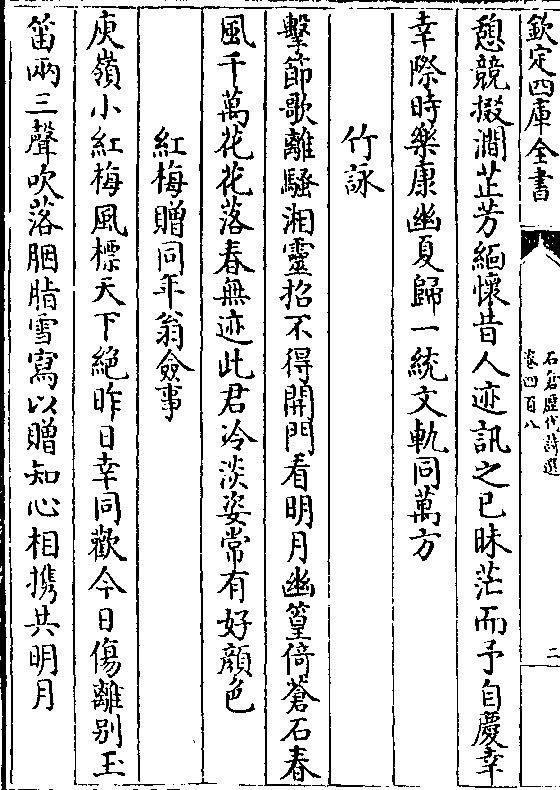 欽定四庫全書
石倉歷代詩選
卷四百八
二
憩競掇澗芷芳緬懷昔人迹訊之已昧茫而予自慶幸
幸際時樂康幽夏歸一統文軌同萬方
竹詠
擊節歌離騷湘靈招不得開門看明月幽篁倚蒼石春
風千萬花花落春無迹此君冷淡姿常有好顔色
紅梅贈同年翁僉事
庾嶺小紅梅風標天下絕昨日幸同歡今日傷離别玉
笛兩三聲吹落胭脂雪寫以贈知心相携共明月